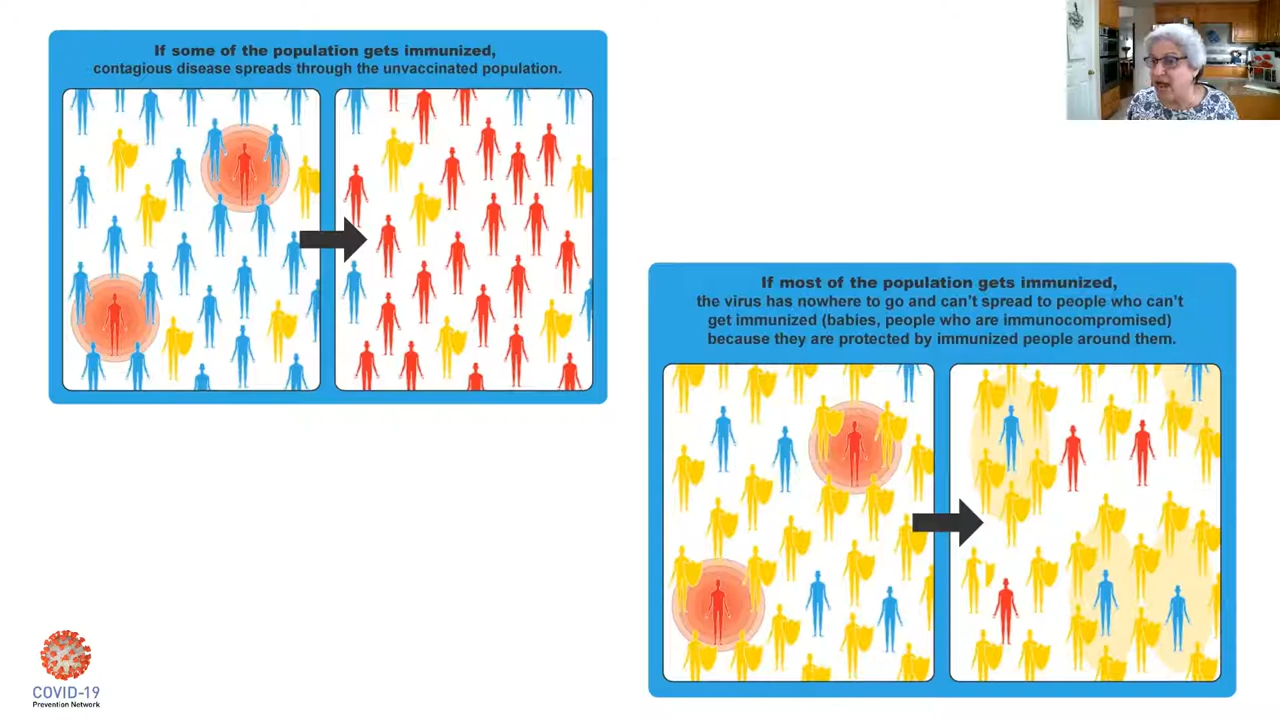 If some of the population gets immunized,
contagious disease spreads through the unvaccinated population.
If most of the population gets immunized,
the virus has nowhere to go and can't spread to people who can't
get immunized (babies, people who are immunocompromised)
because they are protected by immunized people around them.
COVID-19
Prevention Network